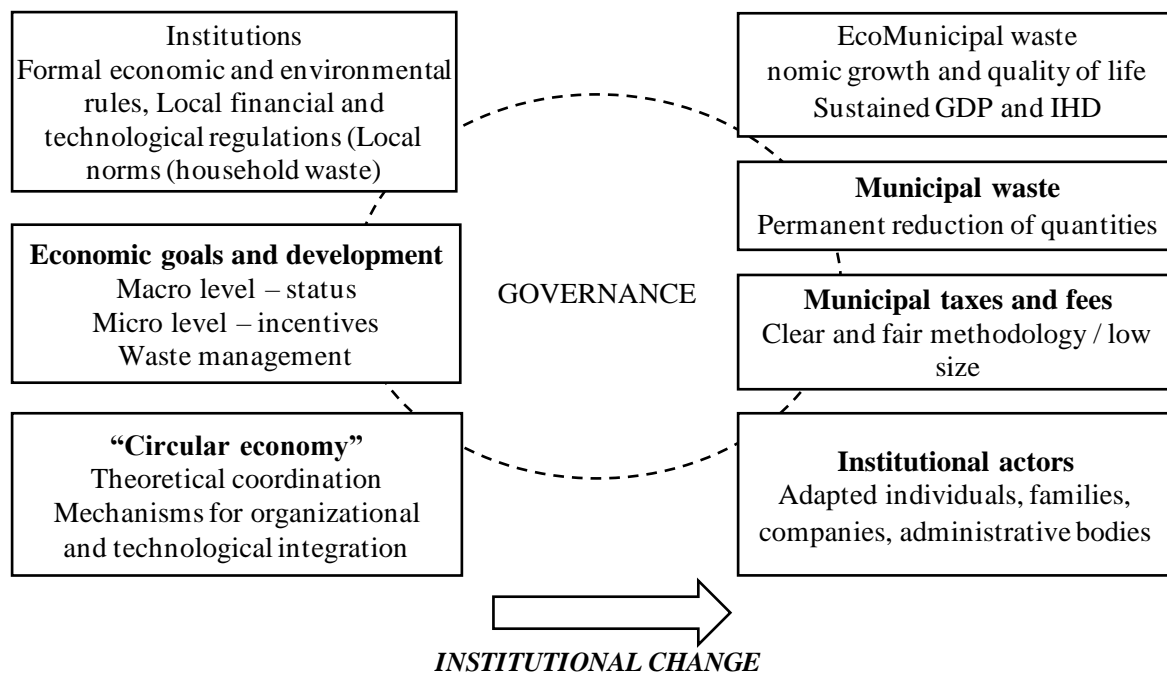 Institutions
Formal economic and environmental
rules, Local financial and
technological regulations (Local
norms (household waste)
Economic goals and development
Macro level – status
Micro level – incentives
Waste management
“Circular economy”
Theoretical coordination
Mechanisms for organizational
and technological integration
GOVERNANCE
EcoMunicipal waste
nomic growth and quality of life
Sustained GDP and IHD
Municipal waste
Permanent reduction of quantities
Municipal taxes and fees
Clear and fair methodology / low
size
Institutional actors
Adapted individuals, families,
companies, administrative bodies
INSTITUTIONAL CHANGE